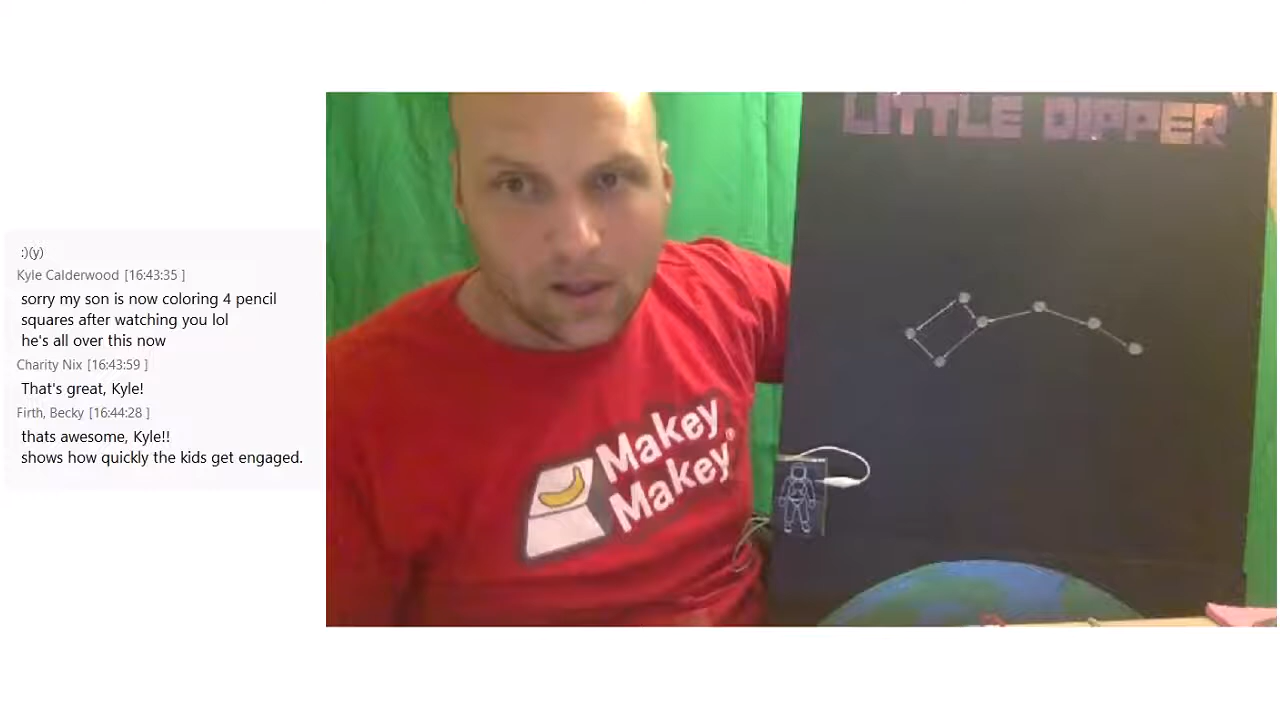 :)(y)
Kyle Calderwood [16:43:35 ]
sorry my son is now coloring 4 pencil
squares after watching you lol
he's all over this now
Charity Nix [16:43:59 ]
That's great, Kyle!
Firth, Becky [16:44:28 ]
thats awesome, Kyle!!
shows how quickly the kids get engaged.
LITTLE DIPPER
Makey
Makey®